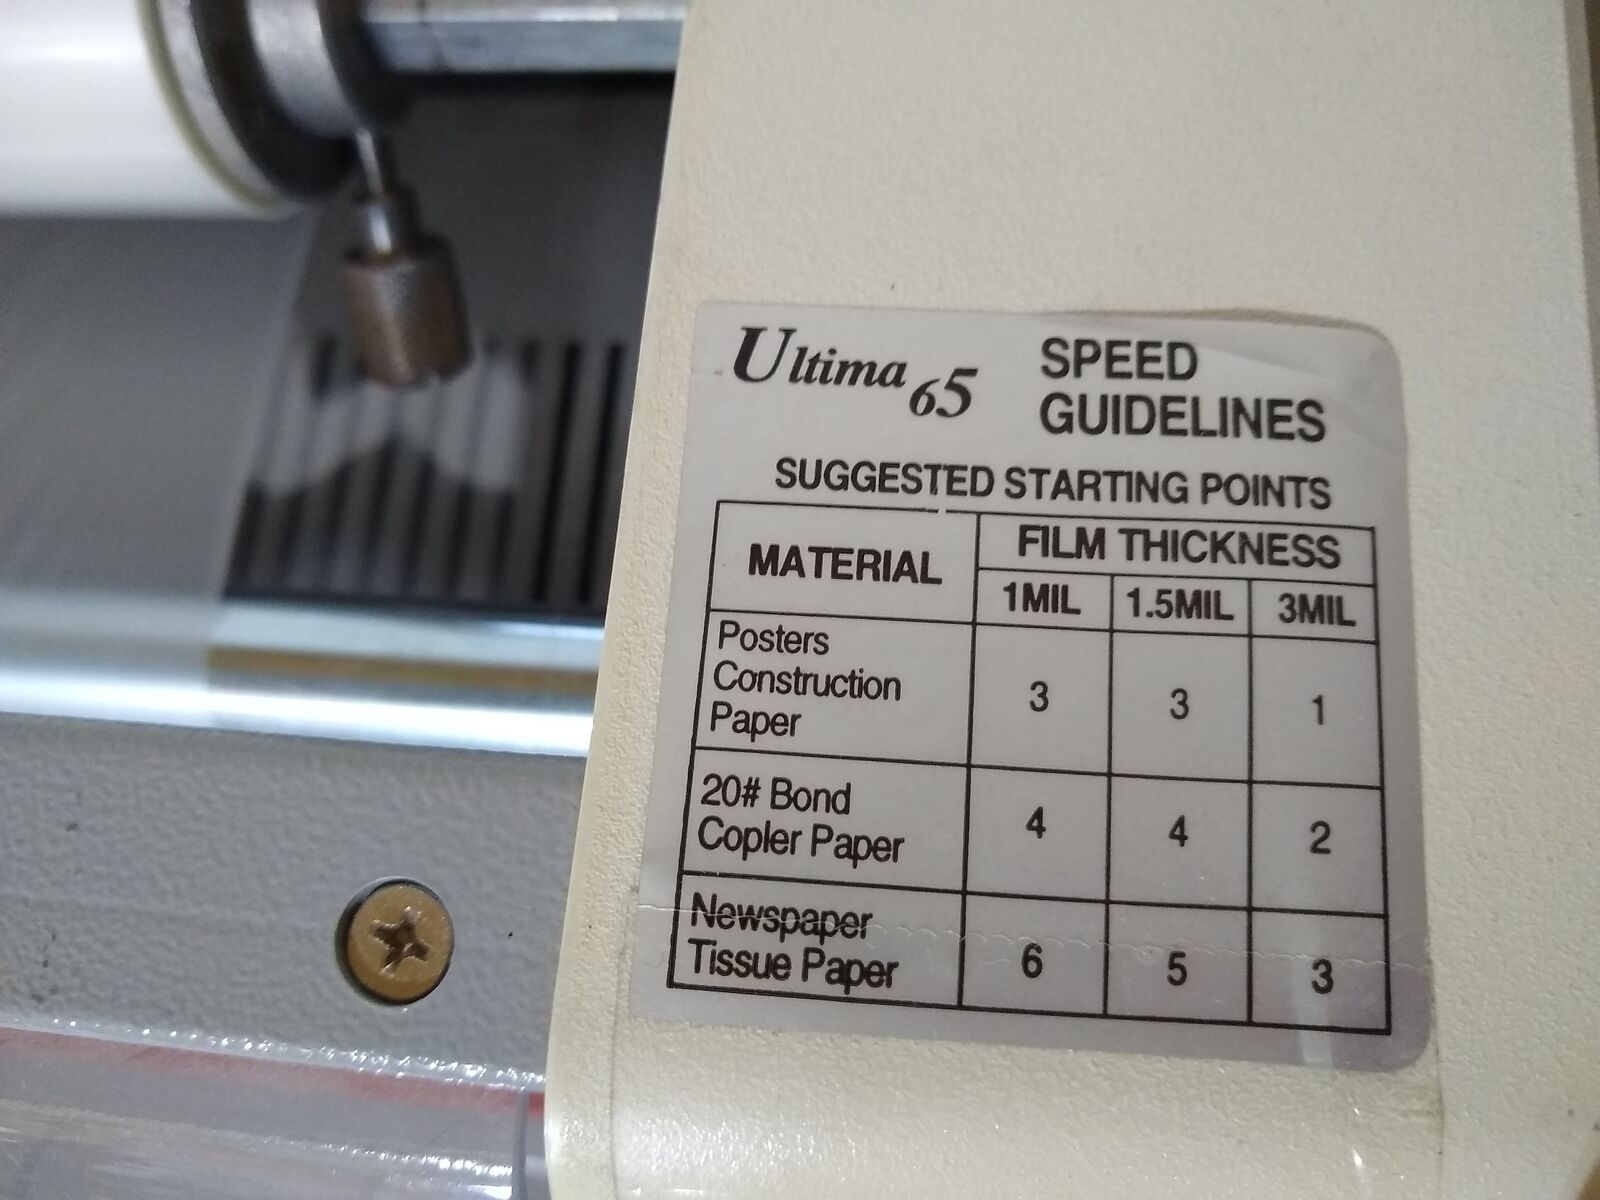 Ultima 65 SPEED
GUIDELINES
SUGGESTED STARTING POINTS
MATERIAL
FILM THICKNESS
1MIL 1.5MIL 3MIL
Posters
Construction
Paper
3 3 1
20# Bond
Copler Paper
4 4 2
Newspaper
Tissue Paper
6 5 3